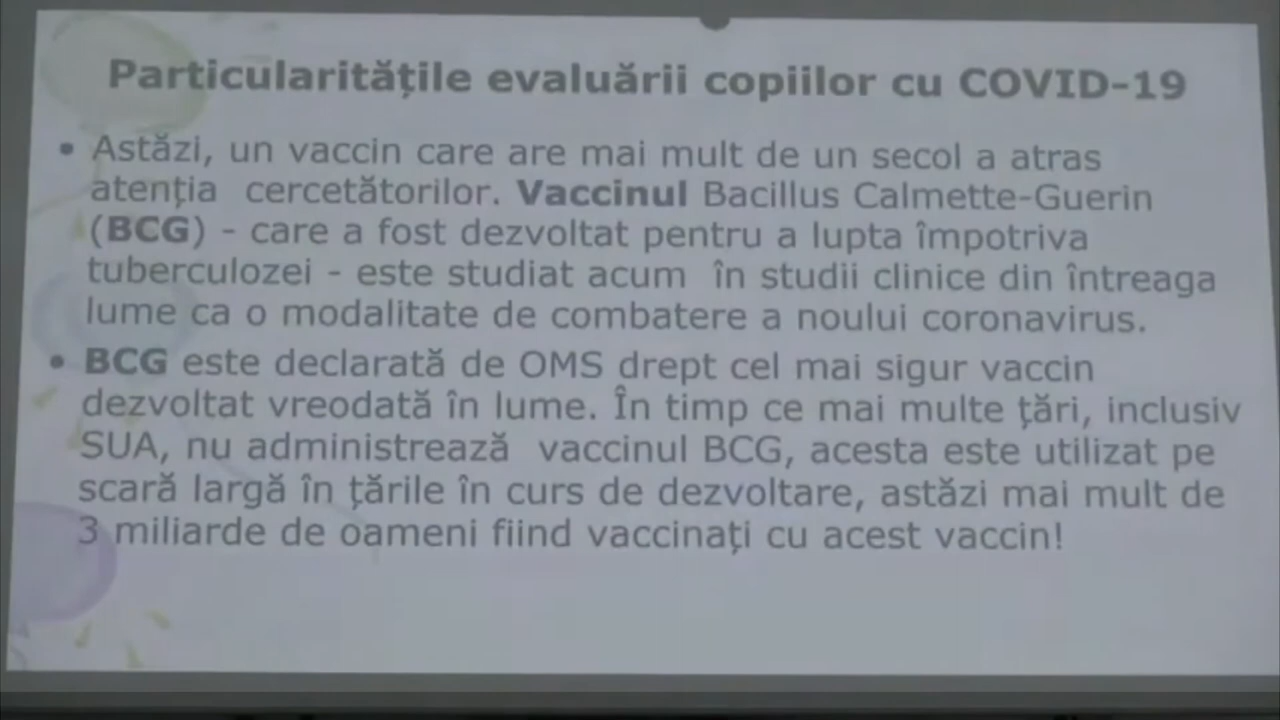 Particularitățile evaluării copiilor cu COVID-19
• Astăzi, un vaccin care are mai mult de un secol a atras
atenția cercetătorilor. Vaccinul Bacillus Calmette-Guerin
(BCG) - care a fost dezvoltat pentru a lupta împotriva
tuberculozei - este studiat acum în studii clinice din întreaga
lume ca o modalitate de combatere a noului coronavirus.
• BCG este declarată de OMS drept cel mai sigur vaccin
dezvoltat vreodată în lume. În timp ce mai multe țări, inclusiv
SUA, nu administrează vaccinul BCG, acesta este utilizat pe
scară largă în țările în curs de dezvoltare, astăzi mai mult de
3 miliarde de oameni fiind vaccinați cu acest vaccin!